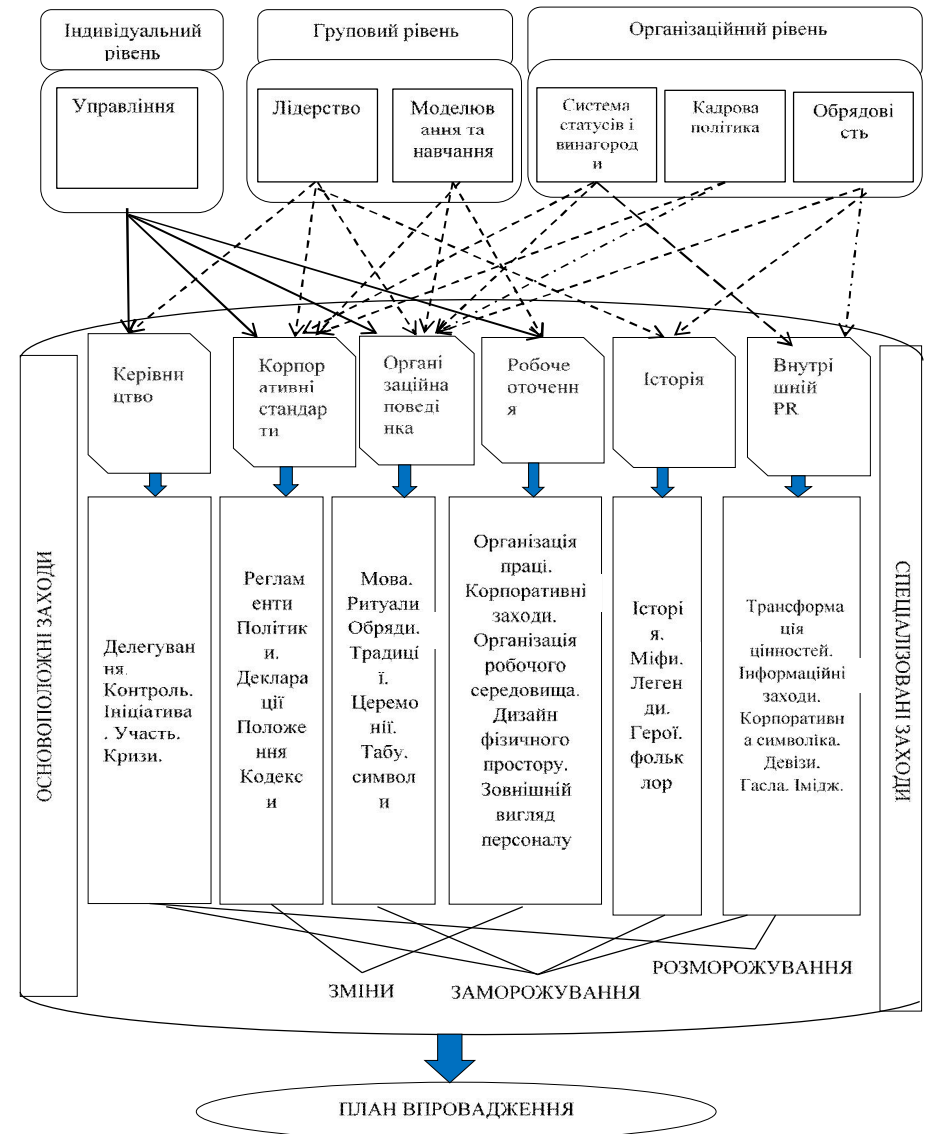 Індивідуальний
рівень
Груповий рівень
Організаційний рівень
Управління
Лідерство
Моделюв
ання та
навчання
Система
статусів і
винагород
и
Кадрова
політика
Обрядові
сть
ОСНОВОПОЛОЖНІ ЗАХОДИ
Керівни
цтво
Корпор
ативні
стандар
ти
Органі
заційна
поведі
нка
Робоче
оточенн
я
Історія
Внутрі
шній
PR
Делегуван
ня.
Контроль.
Ініціатива
. Участь.
Кризи.
Реглам
енти
Політик
и.
Деклара
ції
Положе
ння
Кодекс
и
Мова.
Ритуали
Обряди.
Традиці
ї.
Церемо
нії.
Табу.
символ
и
Організація
праці.
Корпоративні
заходи.
Організація
робочого
середовища.
Дизайн
фізичного
простору.
Зовнішній
вигляд
персоналу
Історі
я.
Міфи.
Леген
ди.
Герої.
фольк
лор
Трансформа
ція
цінностей.
Інформаційні
заходи.
Корпоративн
а символіка.
Девізи.
Гасла. Імідж.
СПЕЦІАЛІЗОВАНІ ЗАХОДИ
РОЗМОРОЖУВАННЯ
ЗМІНИ
ЗАМОРОЖУВАННЯ
ПЛАН ВПРОВАДЖЕННЯ